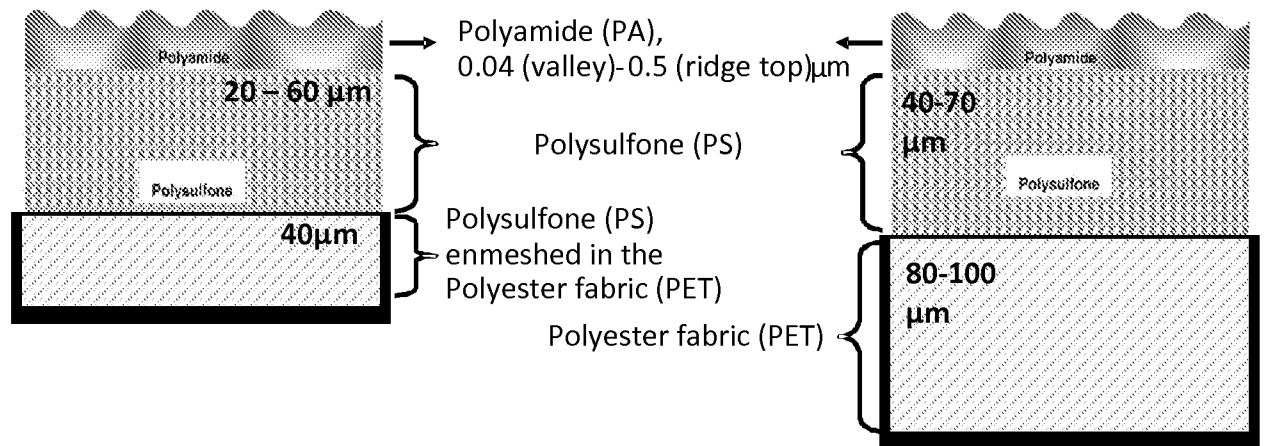 Polyamide
20 – 60 μm
Polysulfone
40μm
Polyamide (PA),
0.04 (valley)-0.5 (ridge top)μm
Polysulfone (PS)
Polysulfone (PS)
enmeshed in the
Polyester fabric (PET)
Polyester fabric (PET)
Polyamide
40-70
μm
Polysulfone
80-100
μm